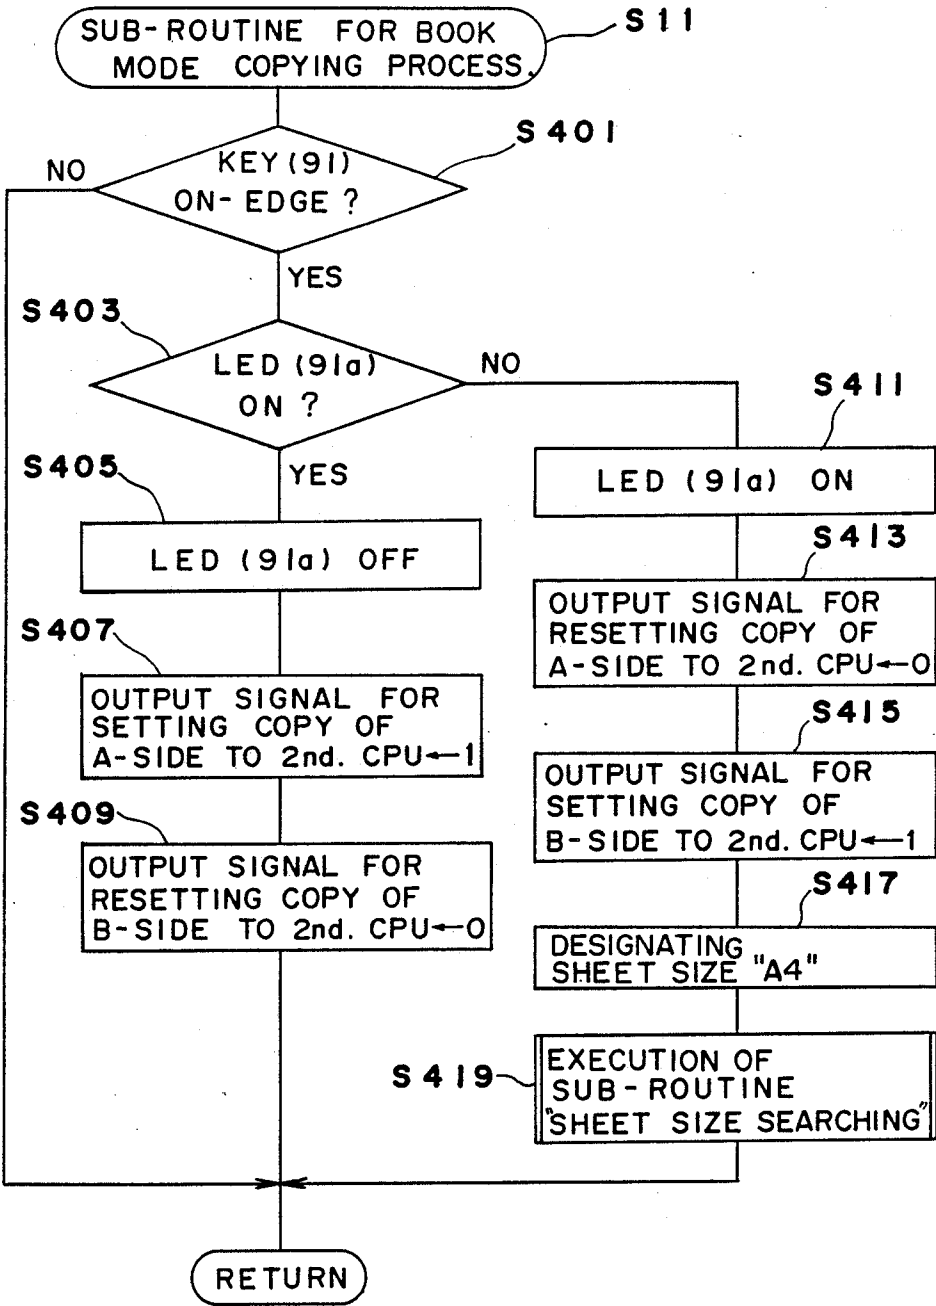 SUB-ROUTINE FOR BOOK
MODE COPYING PROCESS.
S11
S401
NO
KEY(91)
ON-EDGE ?
YES
S403
LED (91a)
ON ?
NO
YES
S405
LED (91a) OFF
S407
OUTPUT SIGNAL FOR
SETTING COPY OF
A-SIDE TO 2nd. CPU←1
S409
OUTPUT SIGNAL FOR
RESETTING COPY OF
B-SIDE TO 2nd. CPU←0
S411
LED (91a) ON
S413
OUTPUT SIGNAL FOR
RESETTING COPY OF
A-SIDE TO 2nd. CPU←0
S415
OUTPUT SIGNAL FOR
SETTING COPY OF
B-SIDE TO 2nd. CPU←1
S417
DESIGNATING
SHEET SIZE "A4"
S419
EXECUTION OF
SUB-ROUTINE
"SHEET SIZE SEARCHING"
RETURN